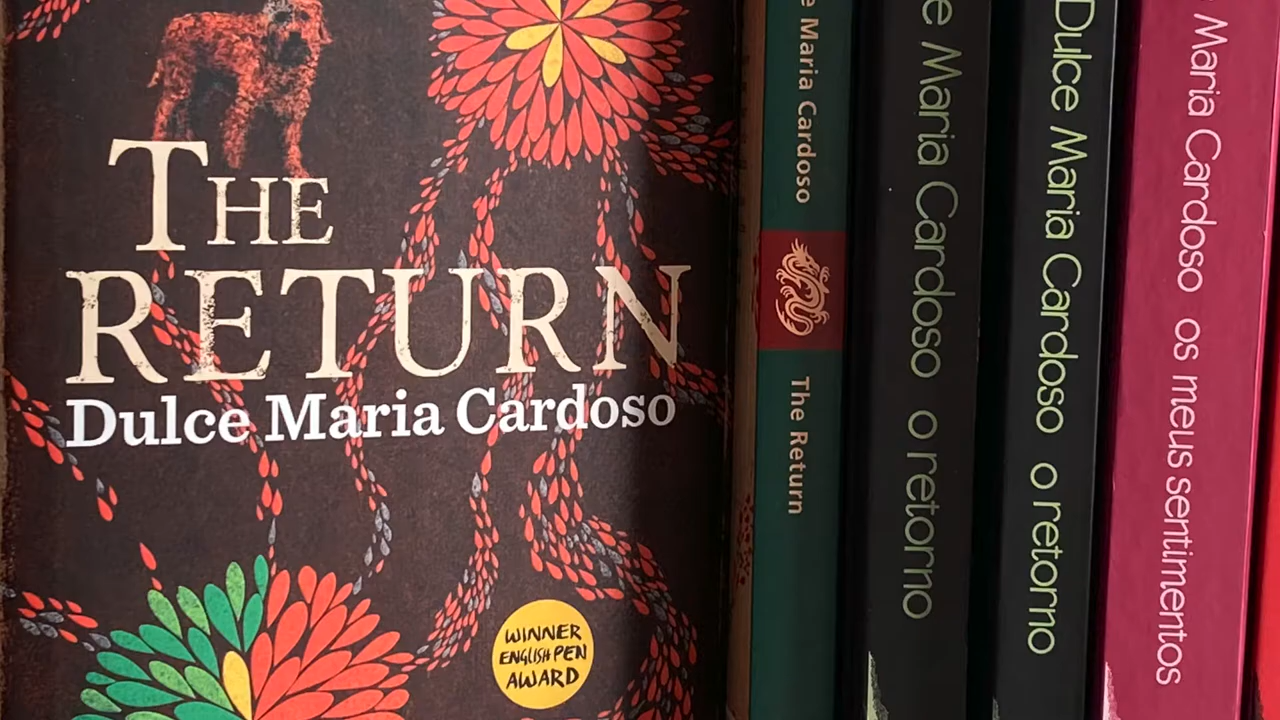 THE
RETURN
Dulce Maria Cardoso
WINNER
ENGLISH PEN
AWARD
e Maria Cardoso The Return
e Maria Cardoso o retorno
Dulce Maria Cardoso o retorno
Maria Cardoso os meus sentimentos